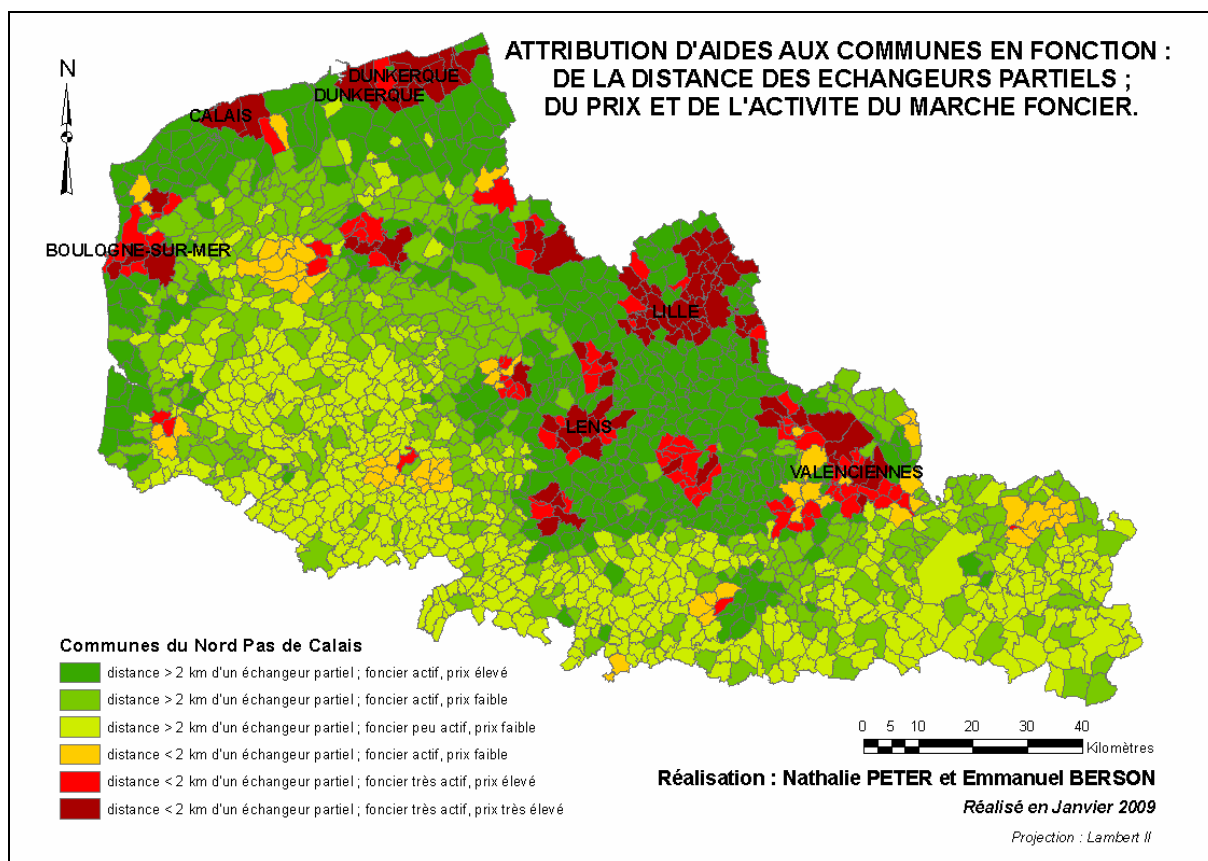 ATTRIBUTION D'AIDES AUX COMMUNES EN FONCTION :
DE LA DISTANCE DES ECHANGEURS PARTIELS ;
DU PRIX ET DE L'ACTIVITE DU MARCHE FONCIER.
N
DUNKERQUE
DUNKERQUE
CALAIS
BOULOGNE-SUR-MER
LILLE
LENS
VALENCIENNES
Communes du Nord Pas de Calais
distance > 2 km d'un échangeur partiel ; foncier actif, prix élevé
distance > 2 km d'un échangeur partiel ; foncier actif, prix faible
distance > 2 km d'un échangeur partiel ; foncier peu actif, prix faible
distance < 2 km d'un échangeur partiel ; foncier actif, prix faible
distance < 2 km d'un échangeur partiel ; foncier très actif, prix élevé
distance < 2 km d'un échangeur partiel ; foncier très actif, prix très élevé
0 5 10 20 30 40
Kilomètres
Réalisation : Nathalie PETER et Emmanuel BERSON
Réalisé en Janvier 2009
Projection : Lambert II